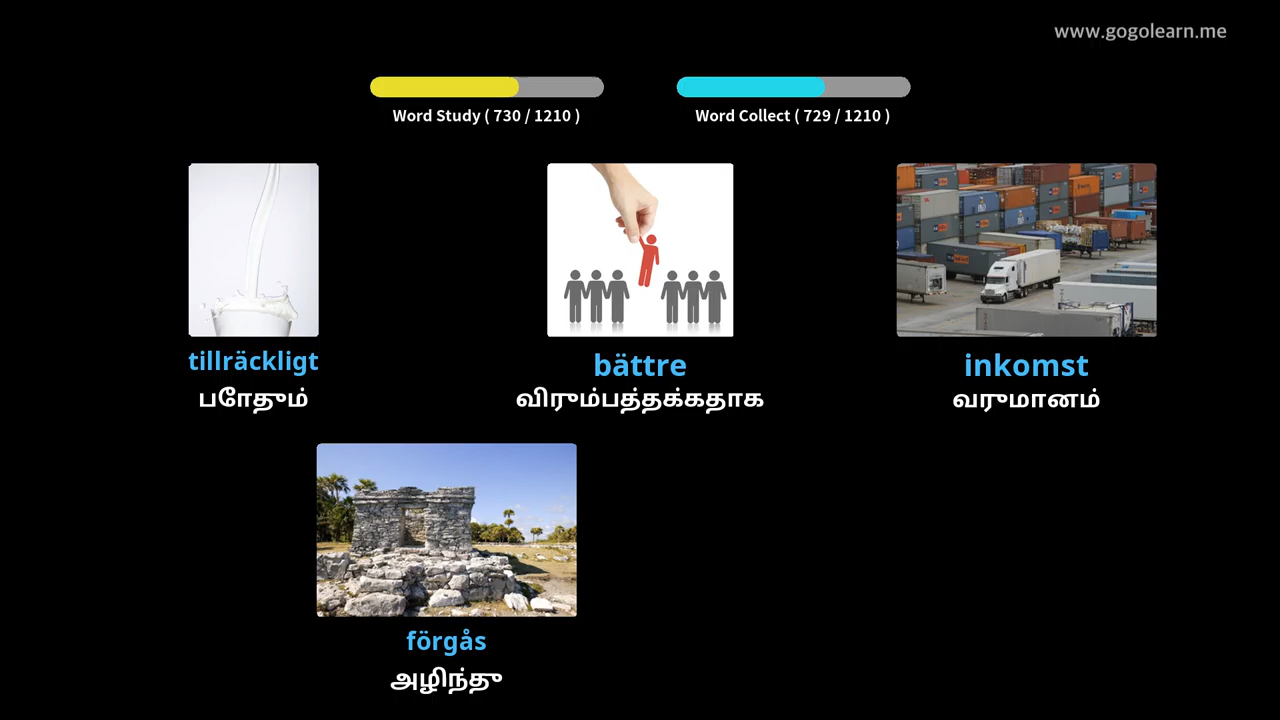 www.gogolearn.me
Word Study ( 730 / 1210 )
Word Collect ( 729 / 1210 )
tillräckligt
போதும்
bättre
விரும்பத்தக்கதாக
inkomst
வருமானம்
förgås
அழிந்து